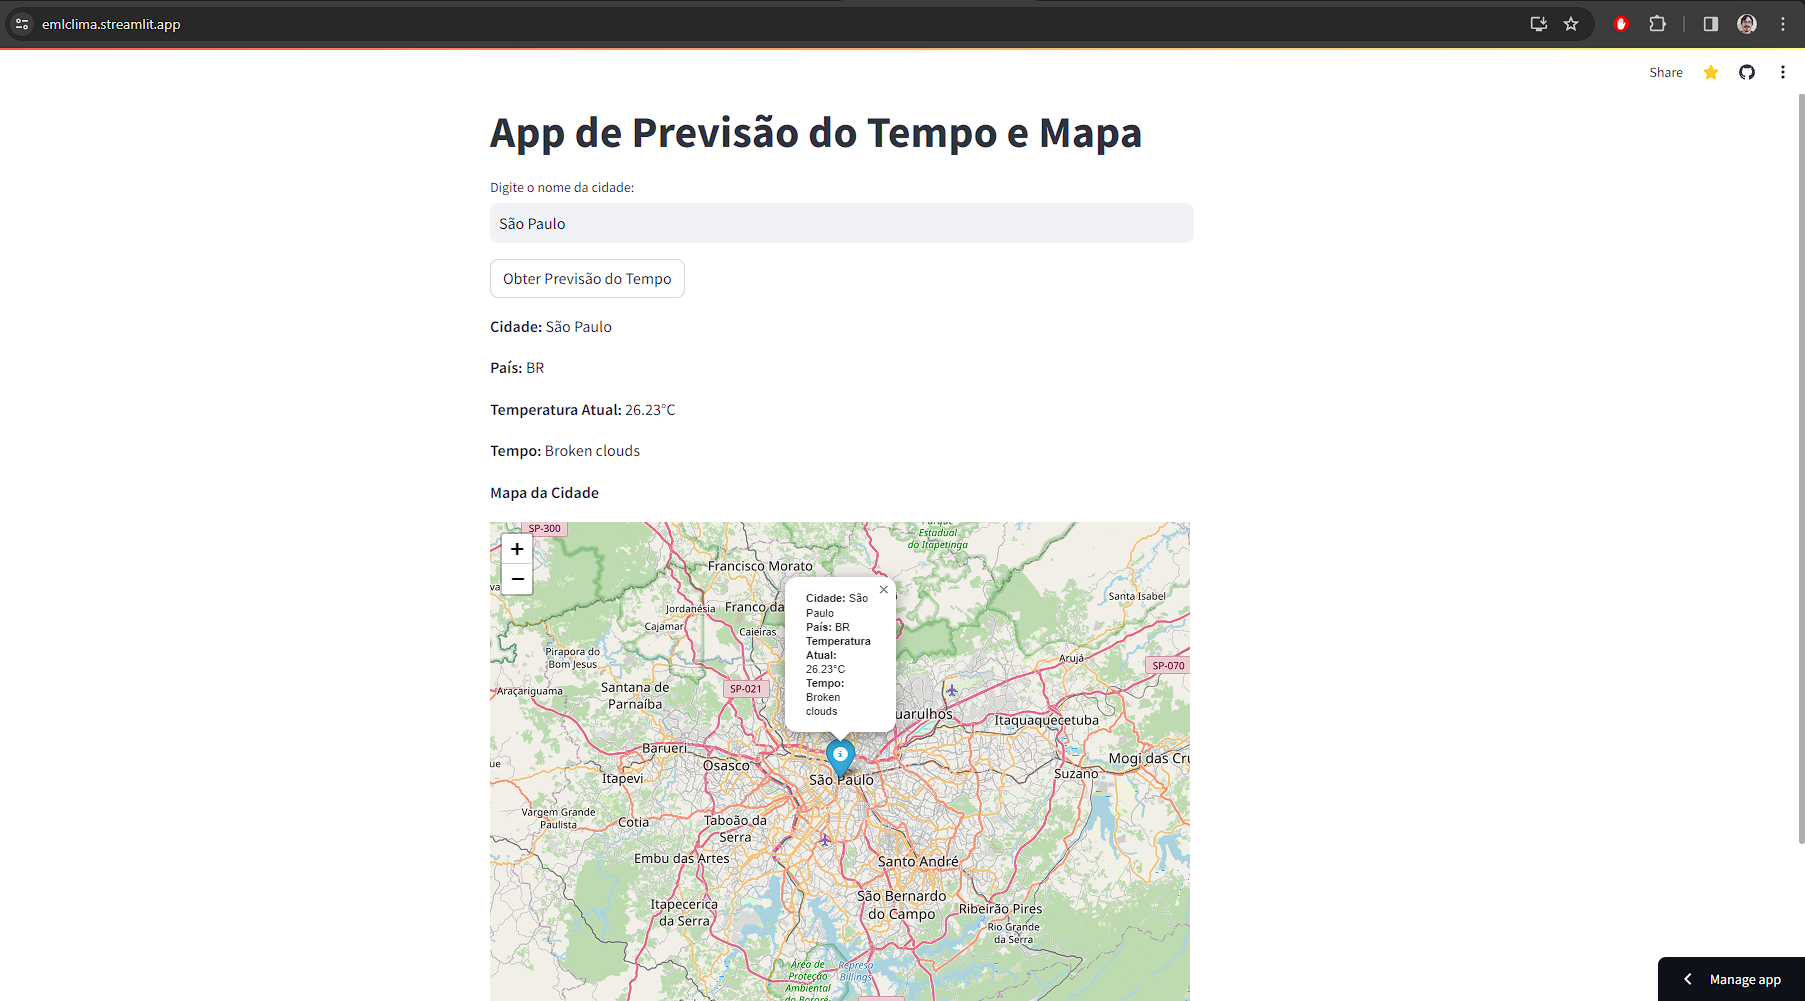 emlclima.streamlit.app
Share
App de Previsão do Tempo e Mapa
Digite o nome da cidade:
São Paulo
Obter Previsão do Tempo
Cidade: São Paulo
País: BR
Temperatura Atual: 26.23°C
Tempo: Broken clouds
Mapa da Cidade
SP-300
+
−
Estadual
do Itapetinga
Francisco Morato
Santa Isabel
Jordanésia
Franco da
Cajamar
Caieiras
×
Cidade: São
Paulo
País: BR
Temperatura
Atual:
26.23°C
Tempo:
Broken
clouds
Pirapora do
Bom Jesus
Arujá
SP-070
Araçariguama
Santana de
Parnaíba
SP-021
uarulhos
Itaquaquecetuba
Barueri
Osasco
Itapevi
São Paulo
Suzano
Mogi das Cru
Vargem Grande
Paulista
Cotia
Taboão da
Serra
Embu das Artes
Santo André
São Bernardo
do Campo
Itapecerica
da Serra
Ribeirão Pires
Rio Grande
da Serra
Área de
Proteção
Ambiental
do Bororé-
Represa
Billings
Manage app